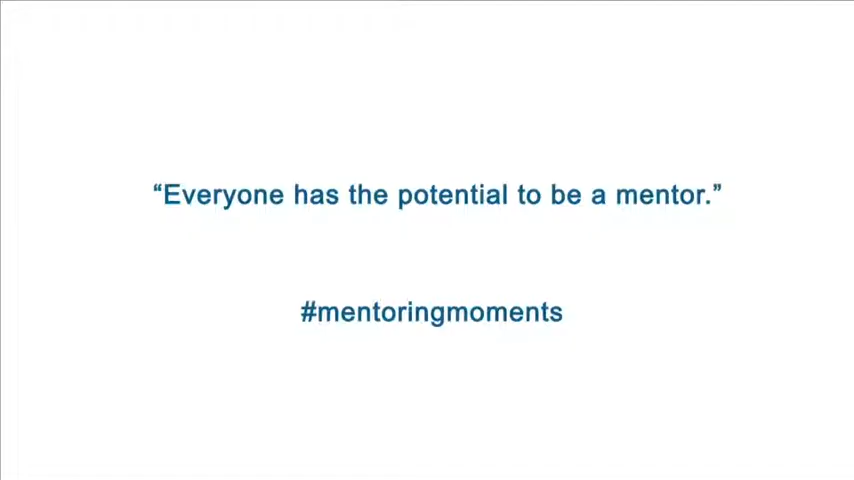 “Everyone has the potential to be a mentor.”
#mentoringmoments